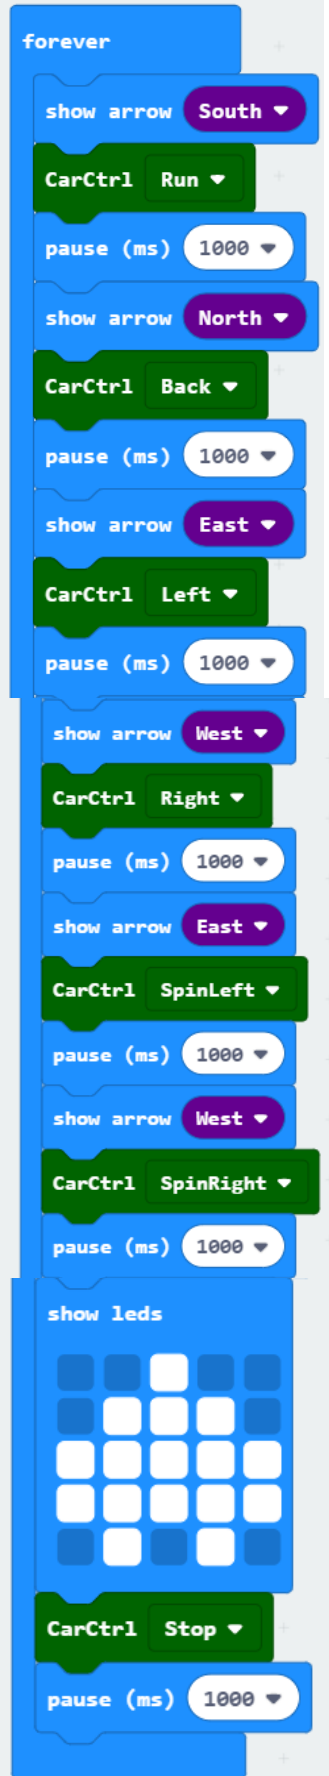 forever
show arrow South
CarCtrl Run
pause (ms) 1000
show arrow North
CarCtrl Back
pause (ms) 1000
show arrow East
CarCtrl Left
pause (ms) 1000
show arrow West
CarCtrl Right
pause (ms) 1000
show arrow East
CarCtrl SpinLeft
pause (ms) 1000
show arrow West
CarCtrl SpinRight
pause (ms) 1000
show leds
CarCtrl Stop
pause (ms) 1000